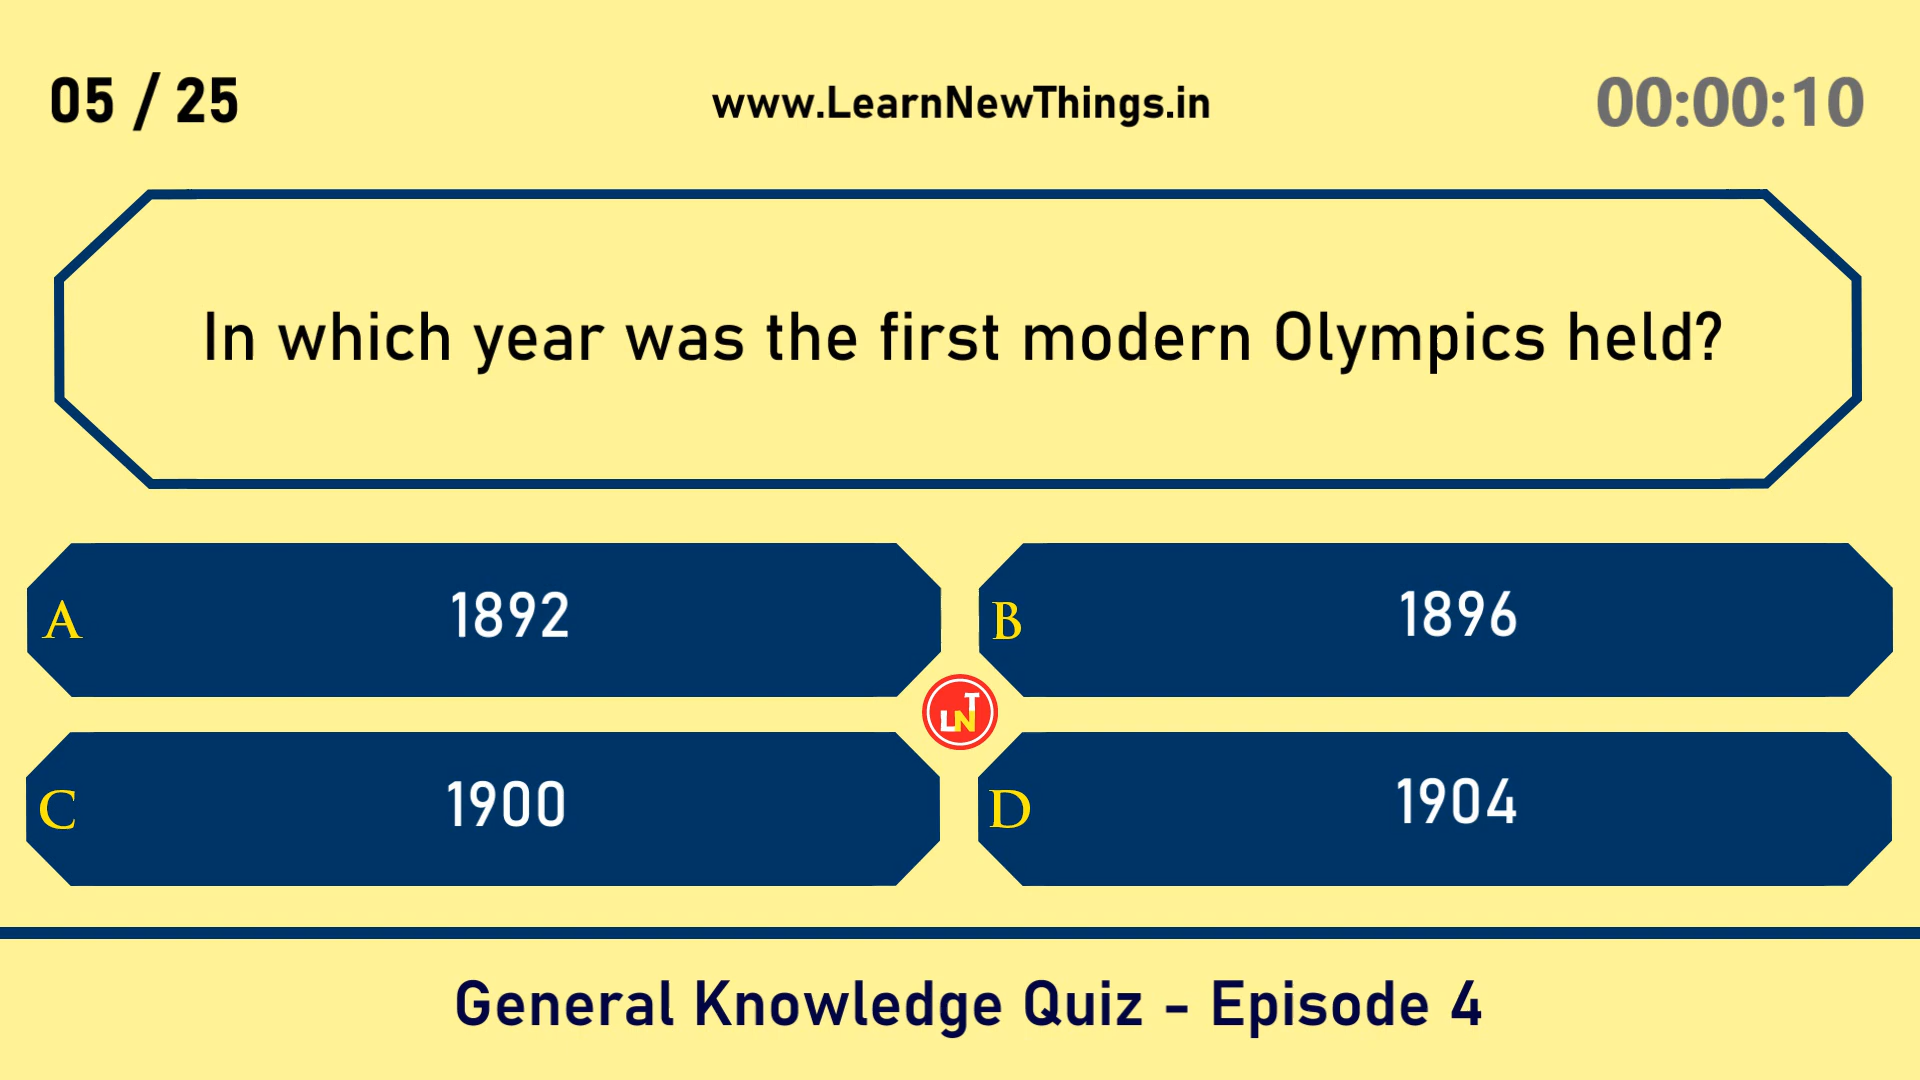 05 / 25
www.LearnNewThings.in
00:00:10
In which year was the first modern Olympics held?
A 1892
B 1896
LNT
C 1900
D 1904
General Knowledge Quiz - Episode 4